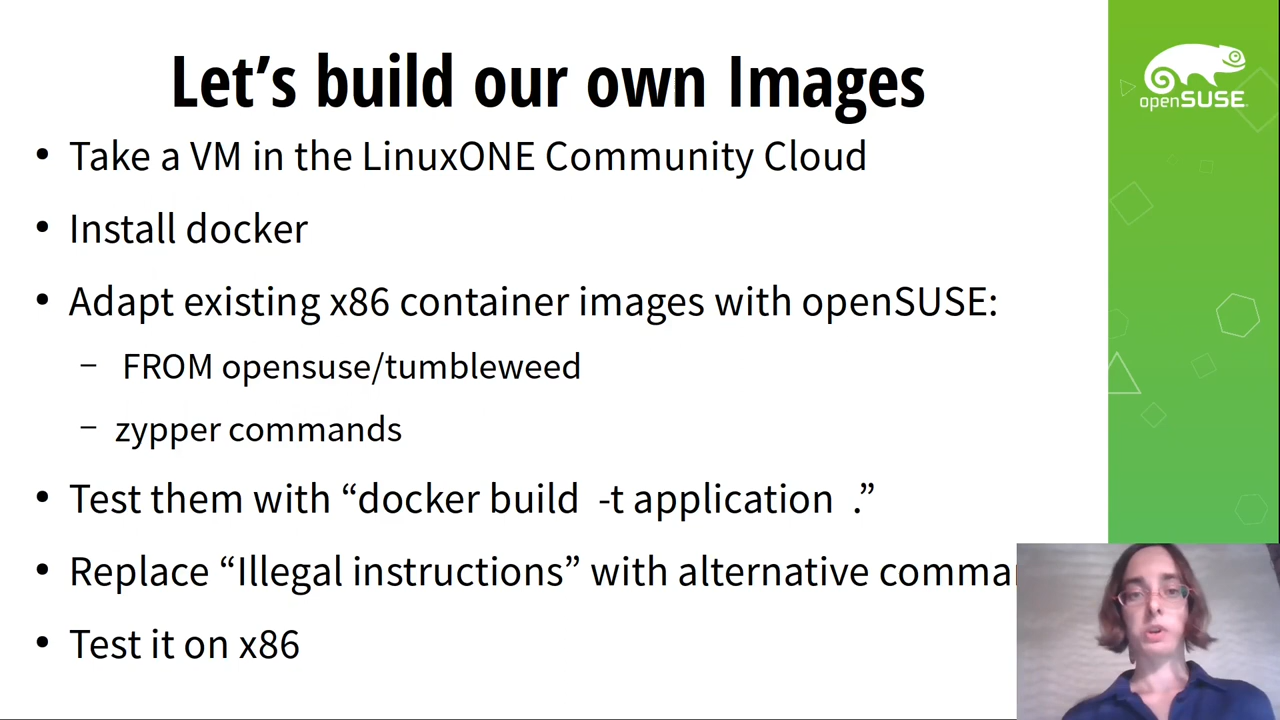 Let’s build our own Images
openSUSE
• Take a VM in the LinuxONE Community Cloud
• Install docker
• Adapt existing x86 container images with openSUSE:
– FROM opensuse/tumbleweed
– zypper commands
• Test them with “docker build -t application .”
• Replace “Illegal instructions” with alternative
• Test it on x86